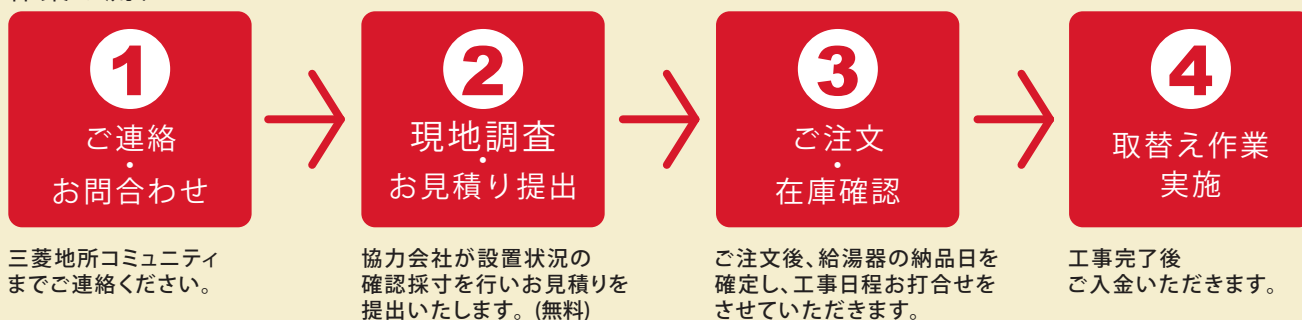 1
ご連絡
・
お問合わせ
三菱地所コミュニティ
までご連絡ください。
2
現地調査
・
お見積り提出
協力会社が設置状況の
確認採寸を行いお見積りを
提出いたします。(無料)
3
ご注文
・
在庫確認
ご注文後、給湯器の納品日を
確定し、工事日程お打合せを
させていただきます。
4
取替え作業
実施
工事完了後
ご入金いただきます。